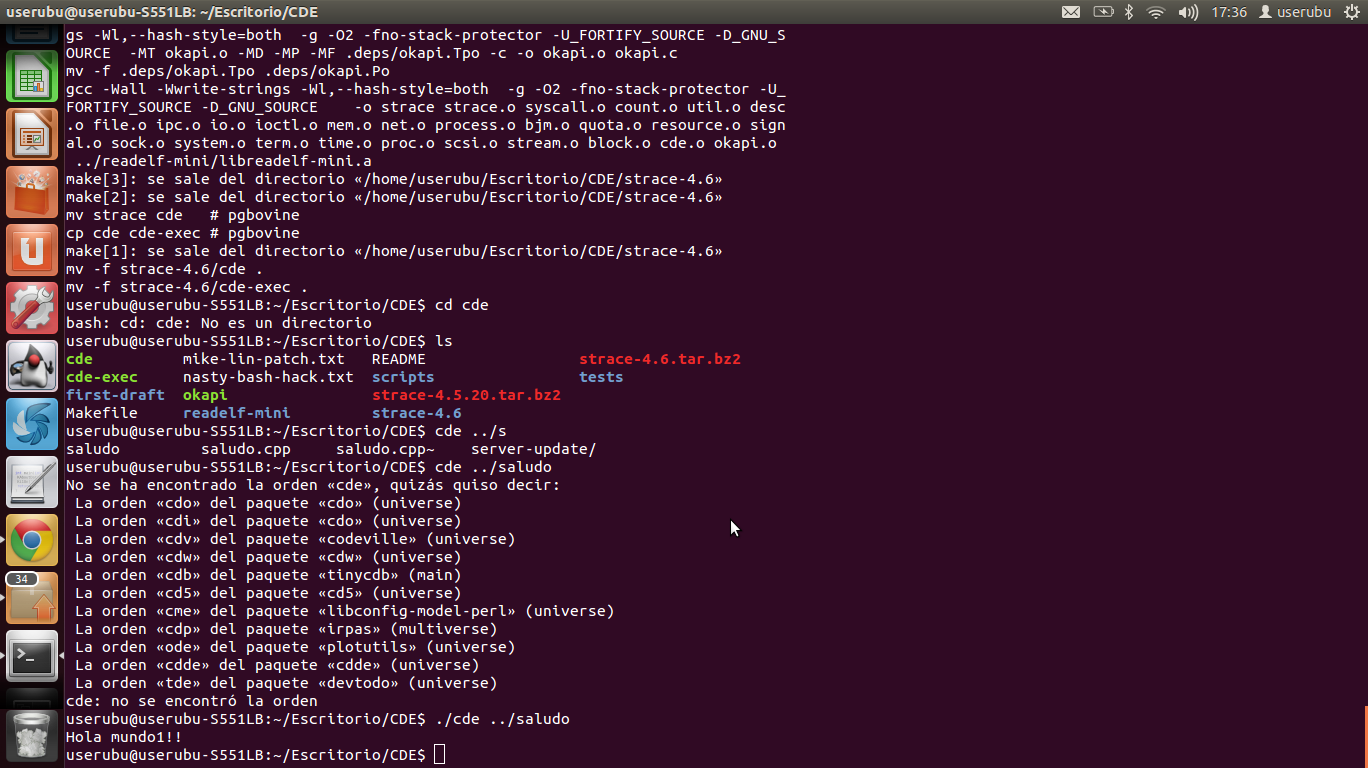 userubu@userubu-S551LB: ~/Escritorio/CDE 17:36 userubu
gs -Wl,--hash-style=both  -g -O2 -fno-stack-protector -U_FORTIFY_SOURCE -D_GNU_S
OURCE  -MT okapi.o -MD -MP -MF .deps/okapi.Tpo -c -o okapi.o okapi.c
mv -f .deps/okapi.Tpo .deps/okapi.Po
gcc -Wall -Wwrite-strings -Wl,--hash-style=both  -g -O2 -fno-stack-protector -U_
FORTIFY_SOURCE -D_GNU_SOURCE    -o strace strace.o syscall.o count.o util.o desc
.o file.o ipc.o io.o ioctl.o mem.o net.o process.o bjm.o quota.o resource.o sign
al.o sock.o system.o term.o time.o proc.o scsi.o stream.o block.o cde.o okapi.o
 ../readelf-mini/libreadelf-mini.a
make[3]: se sale del directorio «/home/userubu/Escritorio/CDE/strace-4.6»
make[2]: se sale del directorio «/home/userubu/Escritorio/CDE/strace-4.6»
mv strace cde   # pgbovine
cp cde cde-exec # pgbovine
make[1]: se sale del directorio «/home/userubu/Escritorio/CDE/strace-4.6»
mv -f strace-4.6/cde .
mv -f strace-4.6/cde-exec .
userubu@userubu-S551LB:~/Escritorio/CDE$ cd cde
bash: cd: cde: No es un directorio
userubu@userubu-S551LB:~/Escritorio/CDE$ ls
cde          mike-lin-patch.txt   README                 strace-4.6.tar.bz2
cde-exec     nasty-bash-hack.txt  scripts                tests
first-draft  okapi                strace-4.5.20.tar.bz2
Makefile     readelf-mini         strace-4.6
userubu@userubu-S551LB:~/Escritorio/CDE$ cde ../s
saludo         saludo.cpp     saludo.cpp~    server-update/
userubu@userubu-S551LB:~/Escritorio/CDE$ cde ../saludo
No se ha encontrado la orden «cde», quizás quiso decir:
 La orden «cdo» del paquete «cdo» (universe)
 La orden «cdi» del paquete «cdo» (universe)
 La orden «cdv» del paquete «codeville» (universe)
 La orden «cdw» del paquete «cdw» (universe)
 La orden «cdb» del paquete «tinycdb» (main)
 La orden «cd5» del paquete «cd5» (universe)
 La orden «cme» del paquete «libconfig-model-perl» (universe)
 La orden «cdp» del paquete «irpas» (multiverse)
 La orden «ode» del paquete «plotutils» (universe)
 La orden «cdde» del paquete «cdde» (universe)
 La orden «tde» del paquete «devtodo» (universe)
cde: no se encontró la orden
userubu@userubu-S551LB:~/Escritorio/CDE$ ./cde ../saludo
Hola mundo1!!
userubu@userubu-S551LB:~/Escritorio/CDE$
34